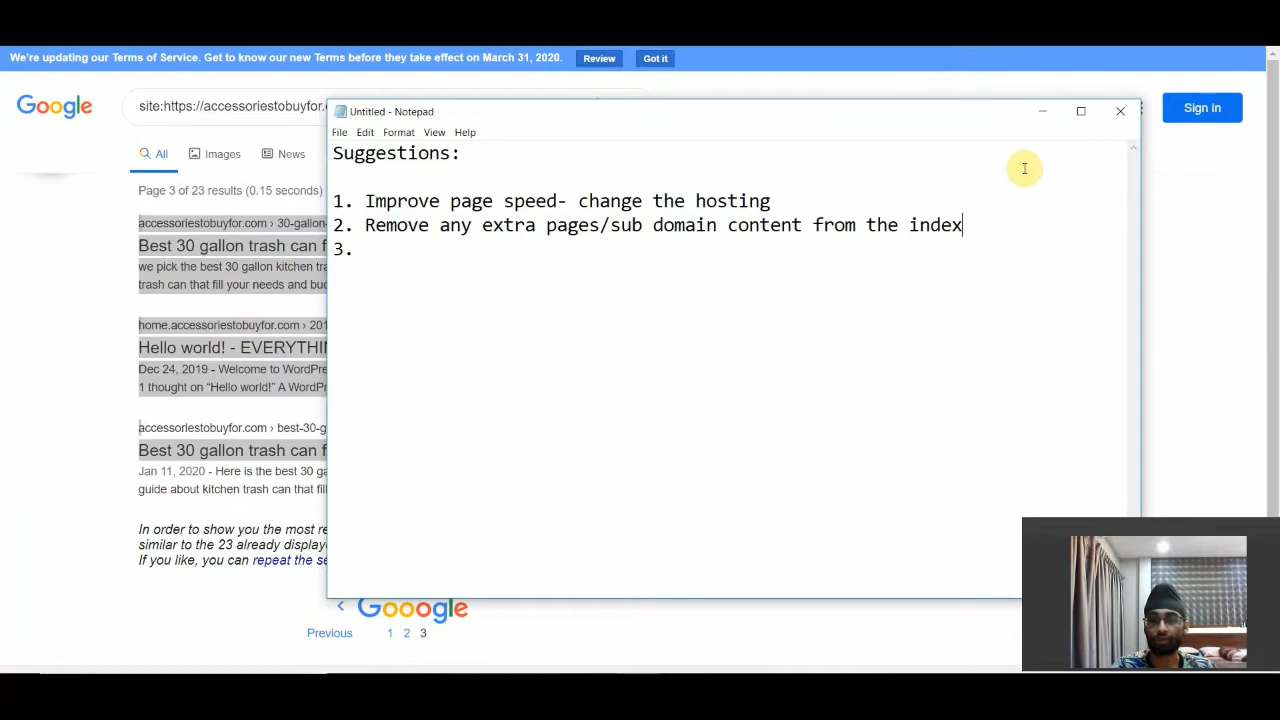 We're updating our Terms of Service. Get to know our new Terms before they take effect on March 31, 2020. Review Got it
Google
site:https://accessoriestobuyfor.
Sign in
All Images News
Page 3 of 23 results (0.15 seconds)
accessoriestobuyfor.com › 30-gallon-
Best 30 gallon trash can f
we pick the best 30 gallon kitchen tra
trash can that fill your needs and bud
home.accessoriestobuyfor.com › 201
Hello world! - EVERYTHIN
Dec 24, 2019 - Welcome to WordPre
1 thought on “Hello world!” A WordPr
accessoriestobuyfor.com › best-30-g
Best 30 gallon trash can f
Jan 11, 2020 - Here is the best 30 ga
guide about kitchen trash can that fil
In order to show you the most re
similar to the 23 already displaye
If you like, you can repeat the se
Gooogle
Previous 1 2 3
Untitled - Notepad
File Edit Format View Help
Suggestions:
1. Improve page speed- change the hosting
2. Remove any extra pages/sub domain content from the index
3.